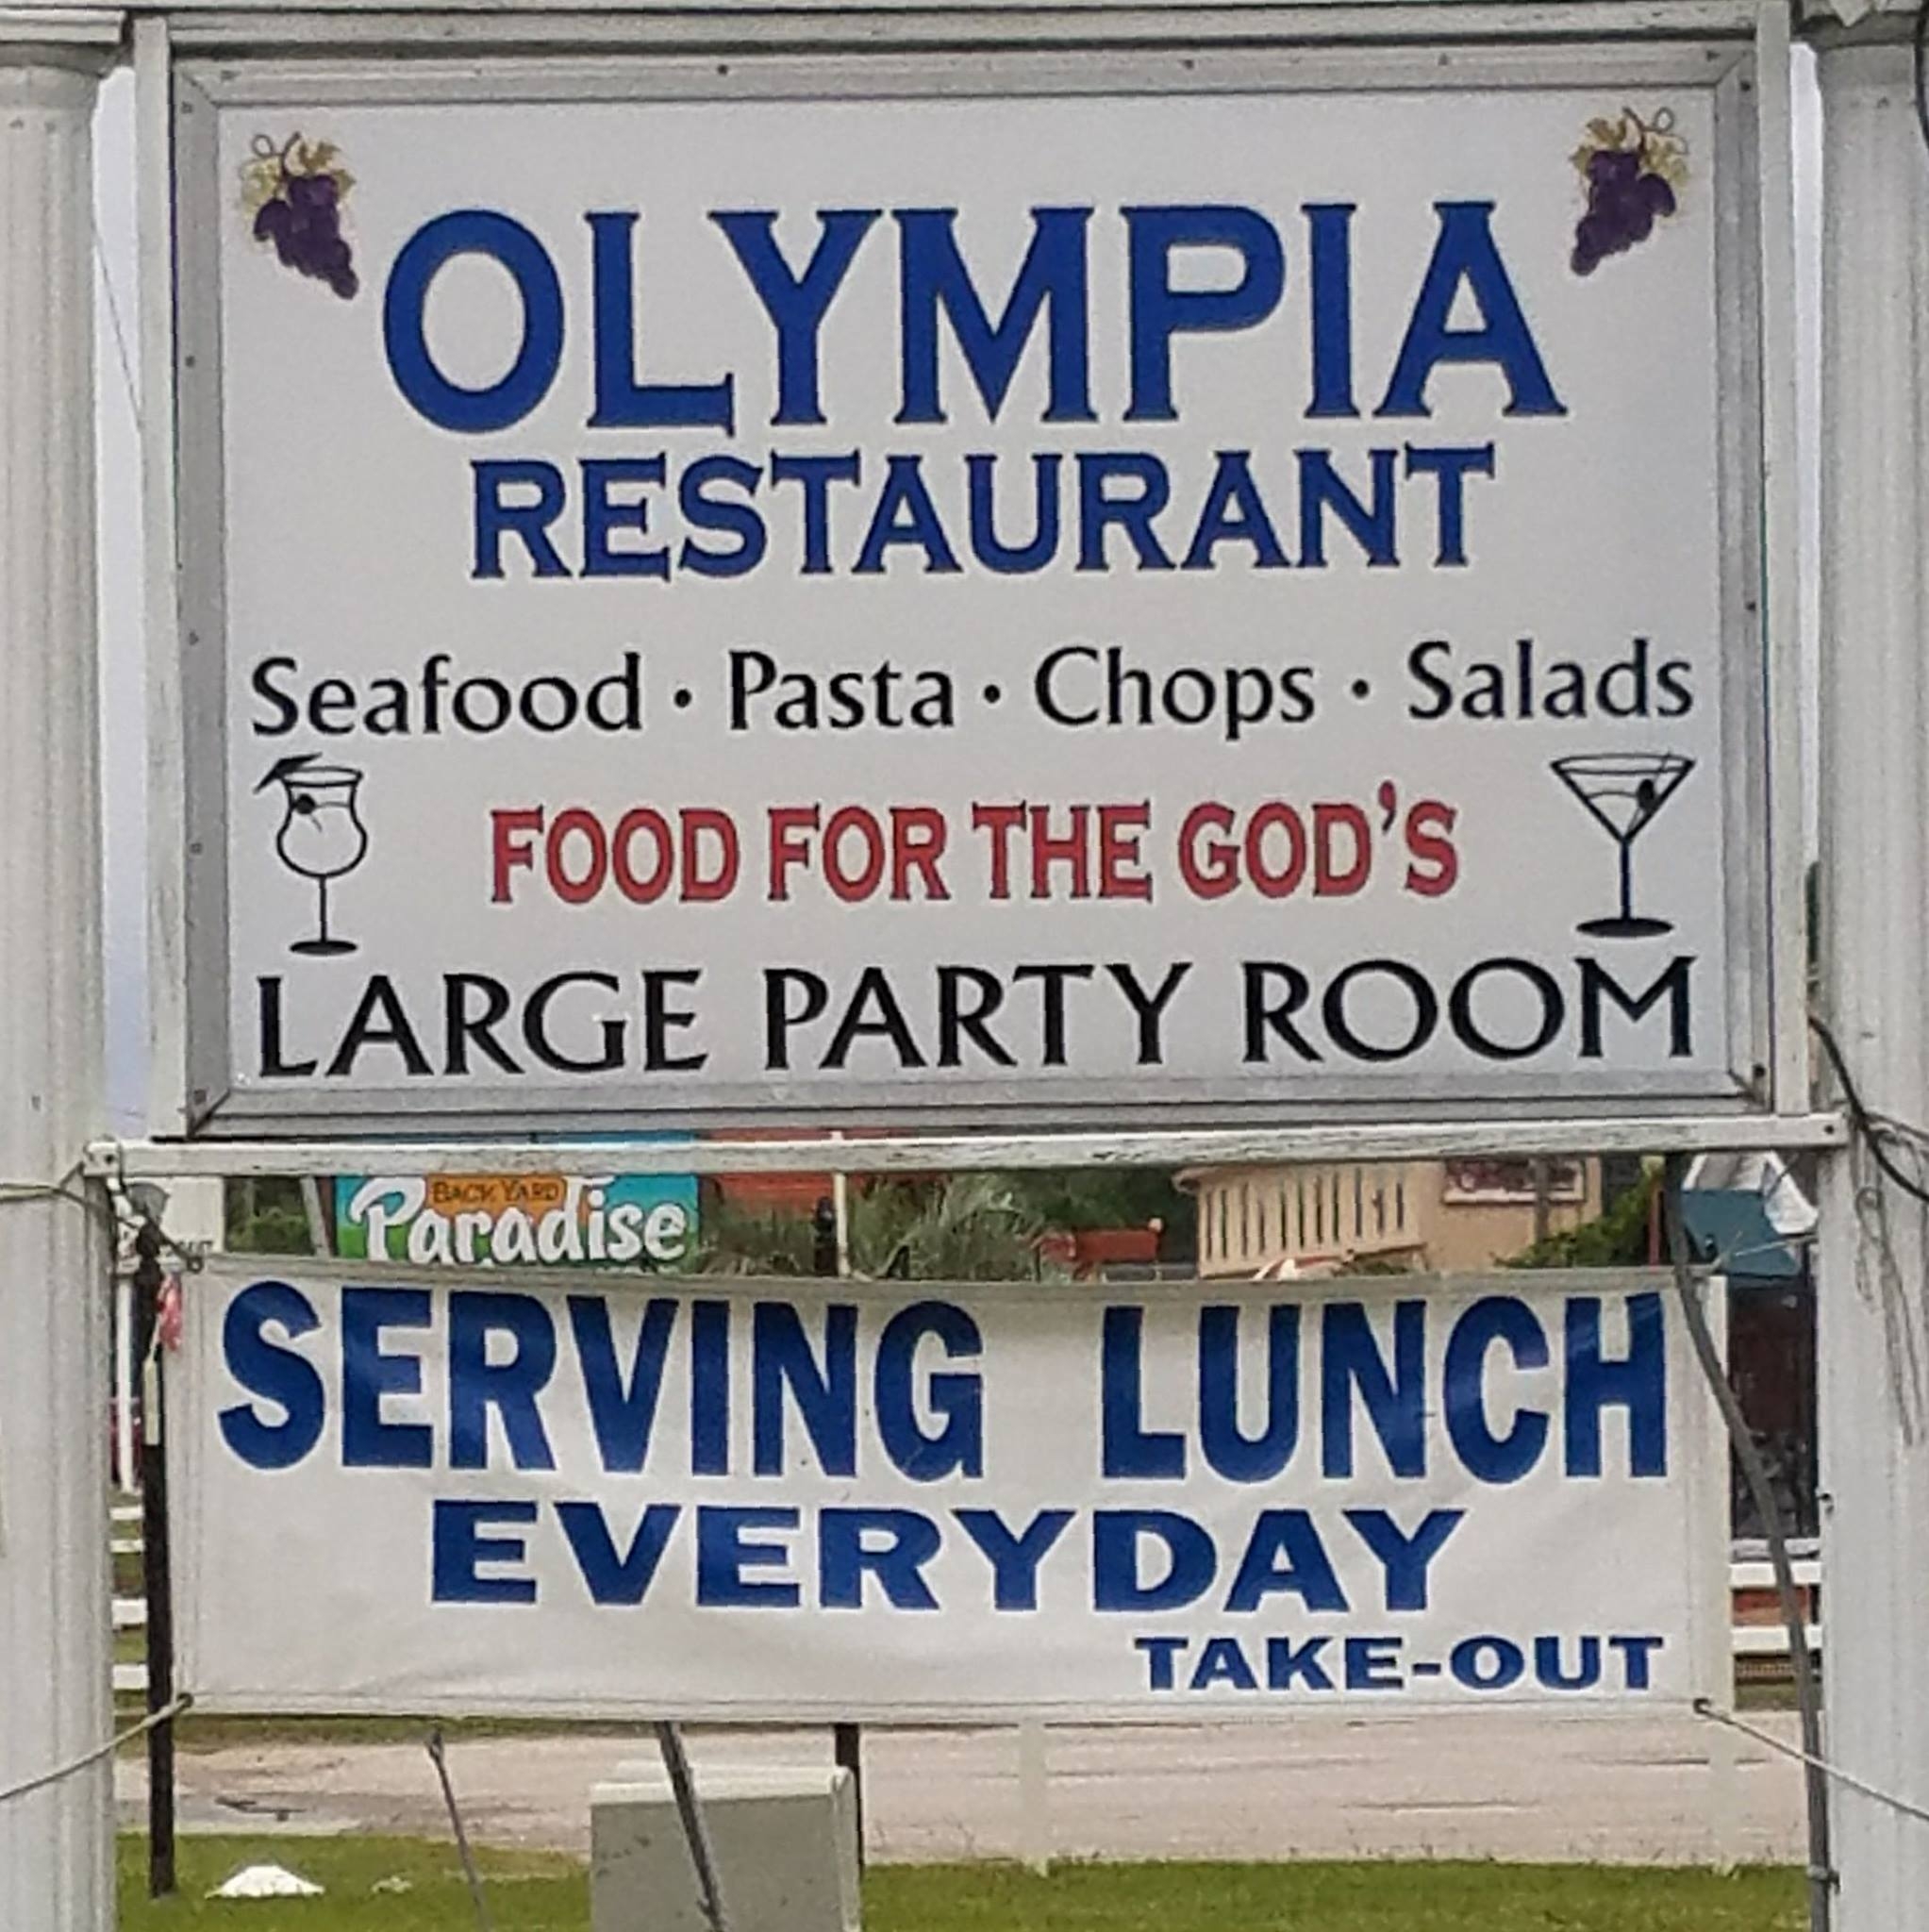 OLYMPIA
RESTAURANT
Seafood · Pasta · Chops · Salads
FOOD FOR THE GOD'S
LARGE PARTY ROOM
BACK YARD
Paradise
SERVING LUNCH
EVERYDAY
TAKE-OUT